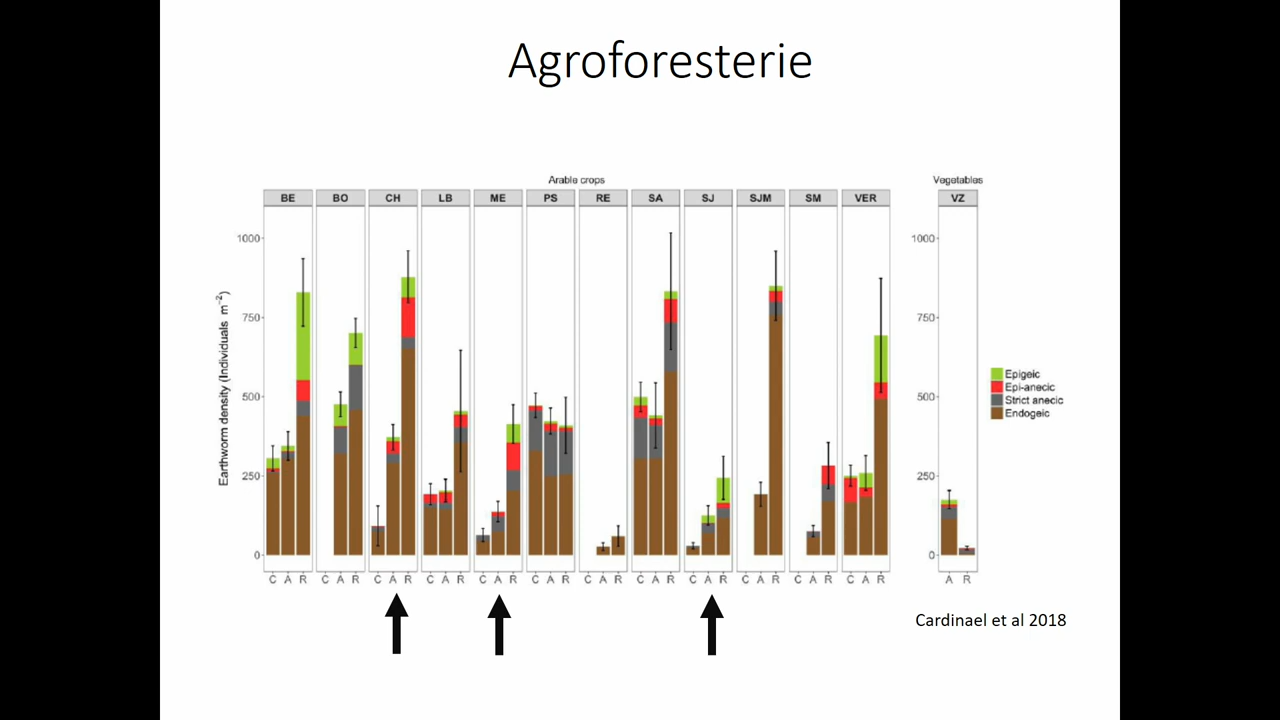 Agroforesterie
Arable crops
Vegetables
BE BO CH LB ME PS RE SA SJ SJM SM VER VZ
Earthworm density (Individuals m⁻²)
1000
750
500
250
0
1000
750
500
250
0
Epigeic
Epi-anecic
Strict anecic
Endogeic
C A R C A R C A R C A R C A R C A R C A R C A R C A R C A R C A R C A R A R
Cardinael et al 2018